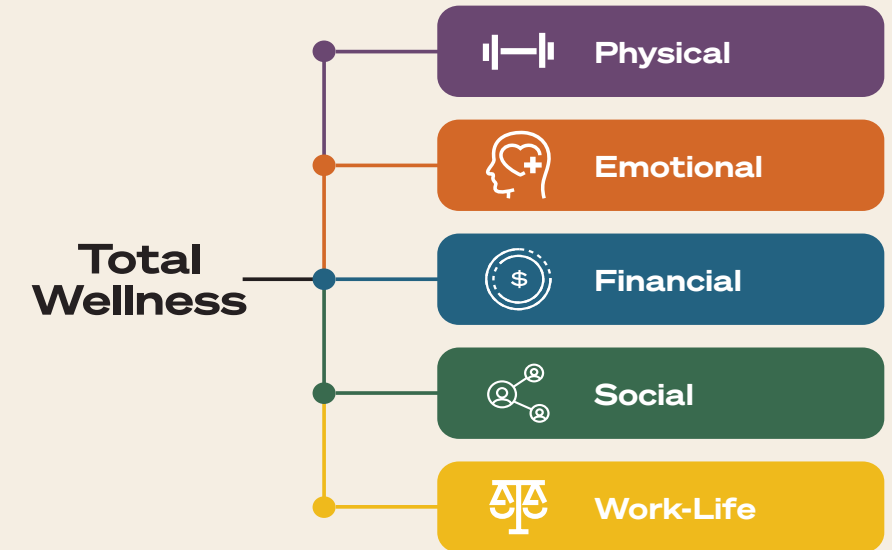 Physical
Emotional
Total
Wellness
$
Financial
Social
Work-Life